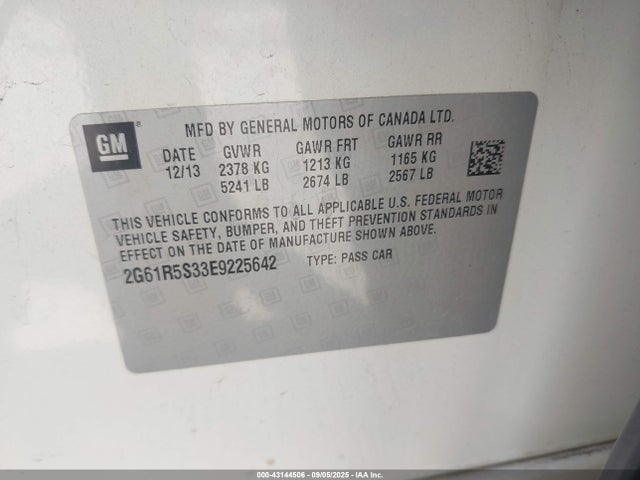 GM
MFD BY GENERAL MOTORS OF CANADA LTD.
DATE GVWR GAWR FRT GAWR RR
12/13 2378 KG 1213 KG 1165 KG
5241 LB 2674 LB 2567 LB
THIS VEHICLE CONFORMS TO ALL APPLICABLE U.S. FEDERAL MOTOR
VEHICLE SAFETY, BUMPER, AND THEFT PREVENTION STANDARDS IN
EFFECT ON THE DATE OF MANUFACTURE SHOWN ABOVE.
2G61R5S33E9225642 TYPE: PASS CAR
000-43144506 - 09/05/2025 - IAA Inc.